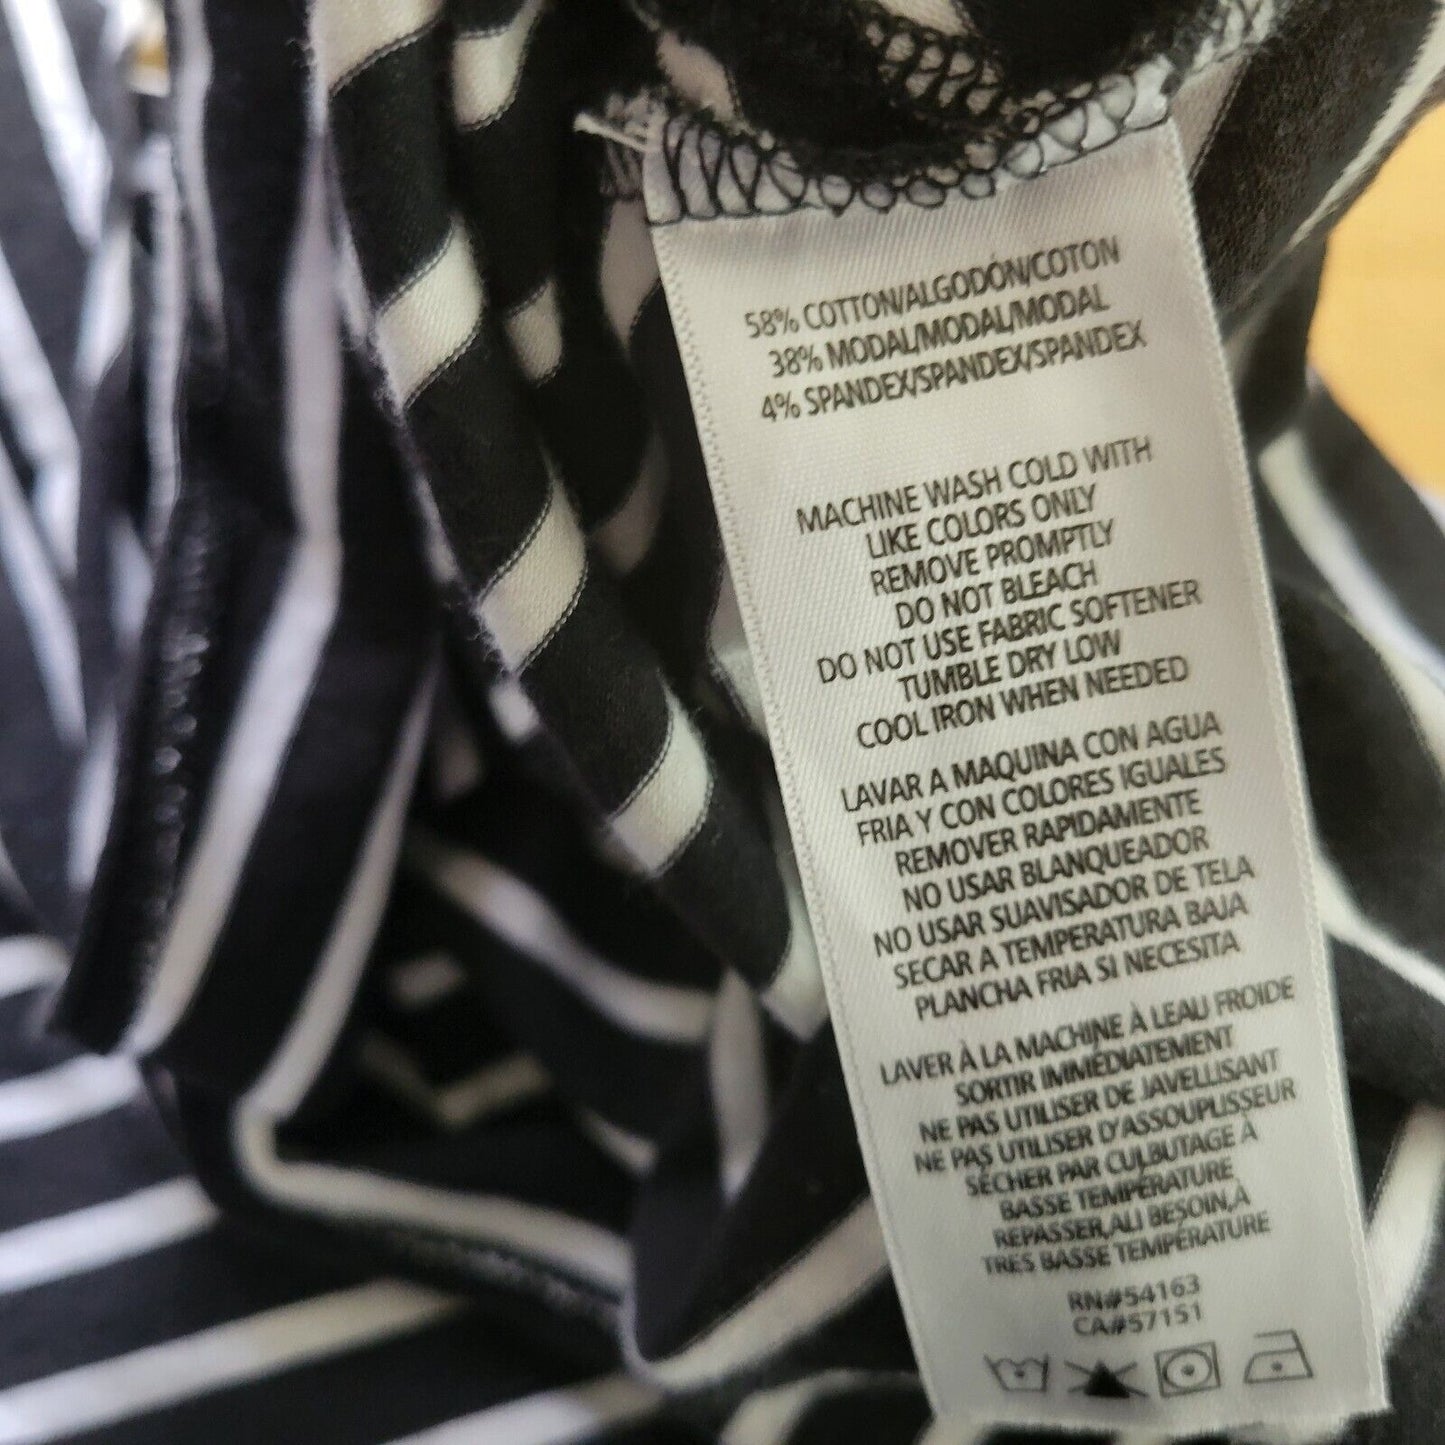 58% COTTON/ALGODÓN/COTON
38% MODAL/MODAL/MODAL
4% SPANDEX/SPANDEX/SPANDEX
MACHINE WASH COLD WITH
LIKE COLORS ONLY
REMOVE PROMPTLY
DO NOT BLEACH
DO NOT USE FABRIC SOFTENER
TUMBLE DRY LOW
COOL IRON WHEN NEEDED
LAVAR A MAQUINA CON AGUA
FRIA Y CON COLORES IGUALES
REMOVER RAPIDAMENTE
NO USAR BLANQUEADOR
NO USAR SUAVISADOR DE TELA
SECAR A TEMPERATURA BAJA
PLANCHA FRIA SI NECESITA
LAVER À LA MACHINE À LEAU FROIDE
SORTIR IMMÉDIATEMENT
NE PAS UTILISER DE JAVELLISANT
NE PAS UTILISER D'ASSOUPLISSEUR
SÉCHER PAR CULBUTAGE À
BASSE TEMPÉRATURE
REPASSER,ALI BESOIN,À
TRES BASSE TEMPÉRATURE
RN#54163
CA#57151